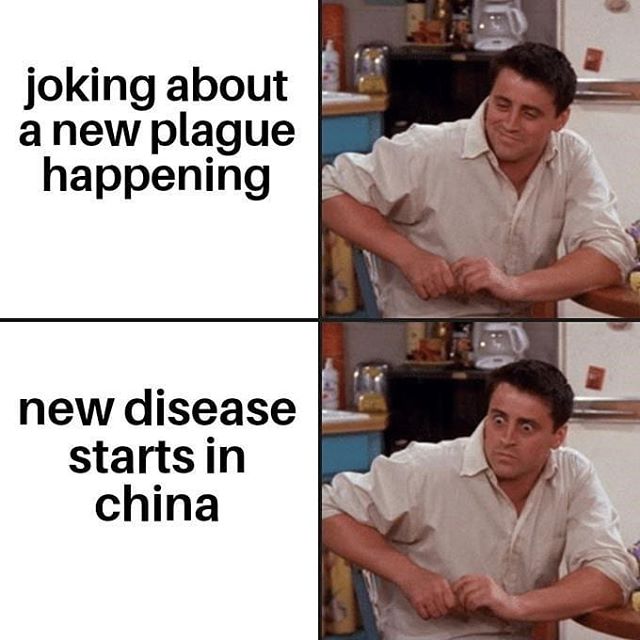 joking about
a new plague
happening
new disease
starts in
china